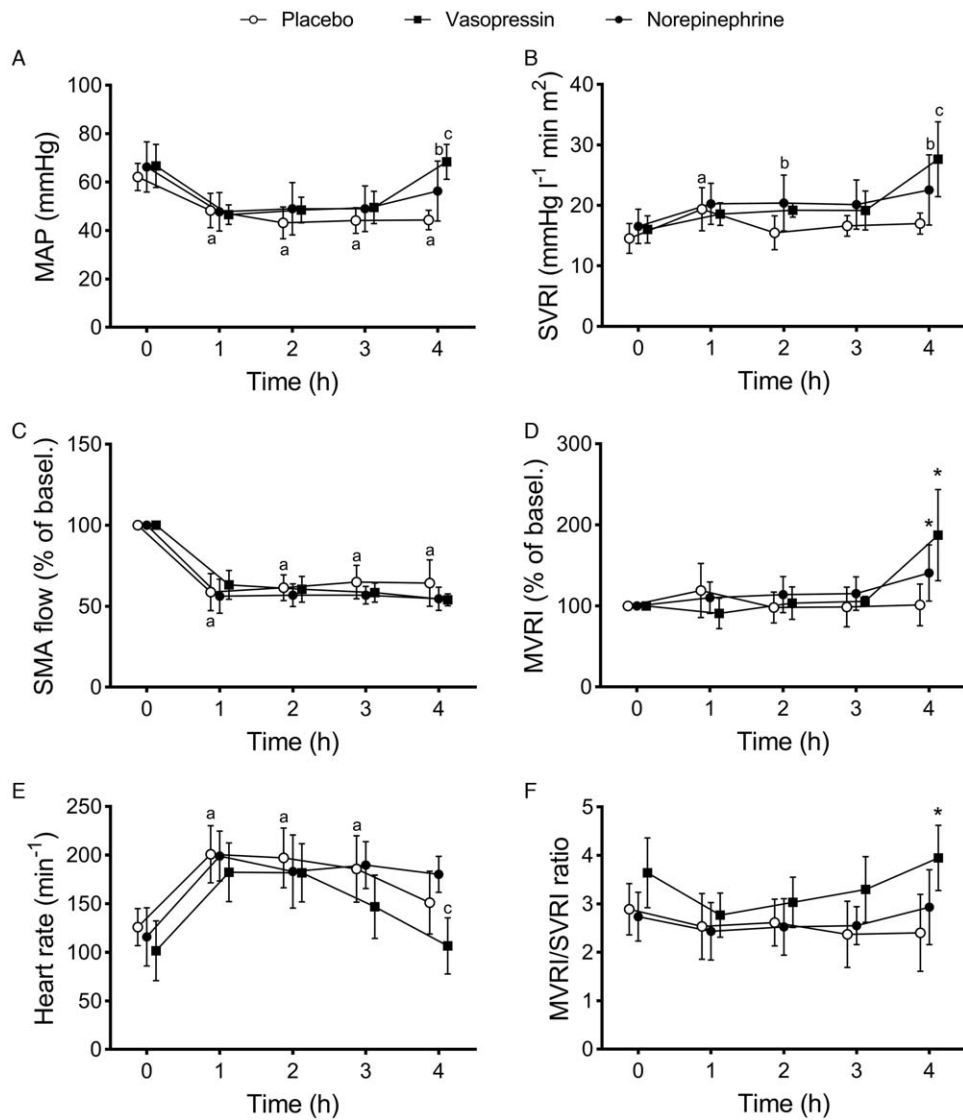 Placebo Vasopressin Norepinephrine
A
MAP (mmHg)
100
80
60
40
20
0
a
a
a
a
b
c
0 1 2 3 4
Time (h)
B
SVRI (mmHg l⁻¹ min m²)
40
30
20
10
0
a
b
b
c
0 1 2 3 4
Time (h)
C
SMA flow (% of basel.)
150
100
50
0
a
a
a
a
0 1 2 3 4
Time (h)
D
MVRI (% of basel.)
300
200
100
0
*
*
0 1 2 3 4
Time (h)
E
Heart rate (min⁻¹)
250
200
150
100
50
0
a
a
a
c
0 1 2 3 4
Time (h)
F
MVRI/SVRI ratio
5
4
3
2
1
0
*
0 1 2 3 4
Time (h)